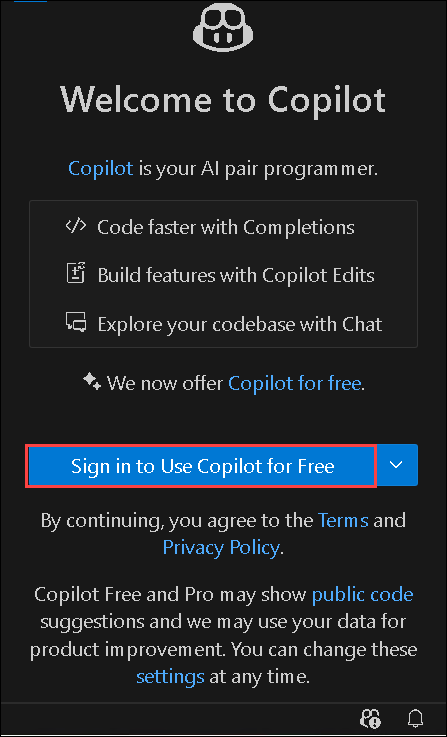 Welcome to Copilot
Copilot is your AI pair programmer.
Code faster with Completions
Build features with Copilot Edits
Explore your codebase with Chat
We now offer Copilot for free.
Sign in to Use Copilot for Free
By continuing, you agree to the Terms and
Privacy Policy.
Copilot Free and Pro may show public code
suggestions and we may use your data for
product improvement. You can change these
settings at any time.